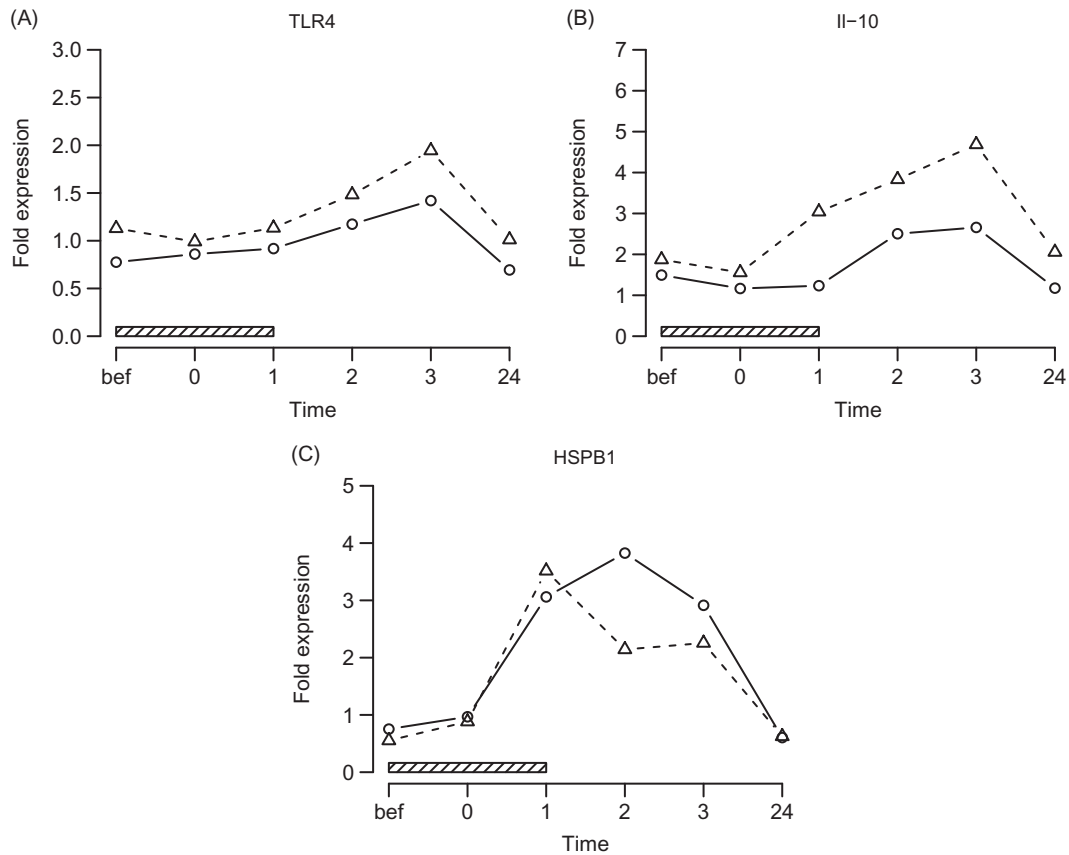 (A)
TLR4
3.0
2.5
2.0
1.5
1.0
0.5
0.0
Fold expression
bef 0 1 2 3 24
Time
(B)
Il−10
7
6
5
4
3
2
1
0
Fold expression
bef 0 1 2 3 24
Time
(C)
HSPB1
5
4
3
2
1
0
Fold expression
bef 0 1 2 3 24
Time